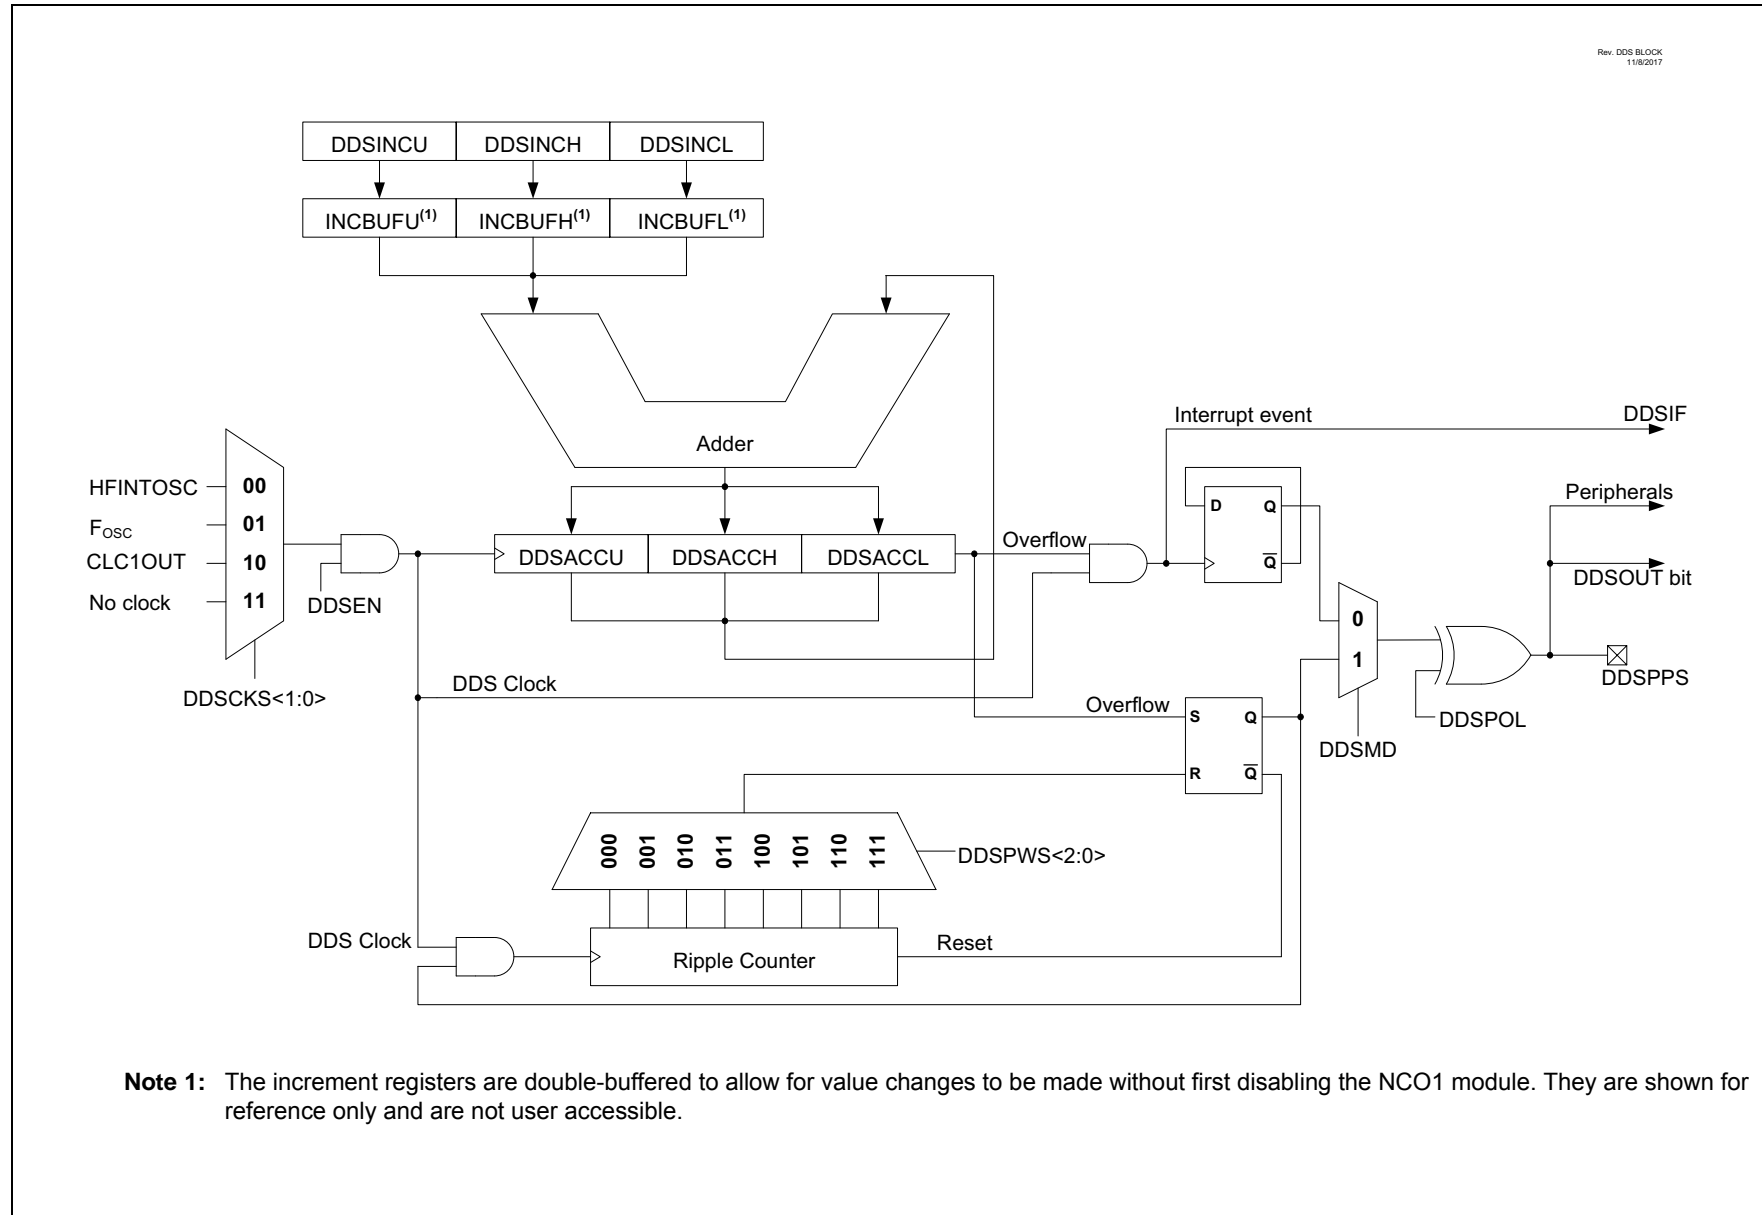 Rev. DDS BLOCK
11/8/2017
DDSINCU DDSINCH DDSINCL
INCBUFU(1) INCBUFH(1) INCBUFL(1)
Adder
Interrupt event DDSIF
HFINTOSC 00
FOSC 01
CLC1OUT 10
No clock 11
DDSEN
DDSCKS<1:0>
DDSACCU DDSACCH DDSACCL
Overflow
D Q
Q
Peripherals
DDSOUT bit
0
1
DDSPPS
DDSPOL
DDSMD
DDS Clock
Overflow
S Q
R Q
000 001 010 011 100 101 110 111
DDSPWS<2:0>
DDS Clock
Ripple Counter
Reset
Note 1: The increment registers are double-buffered to allow for value changes to be made without first disabling the NCO1 module. They are shown for
reference only and are not user accessible.